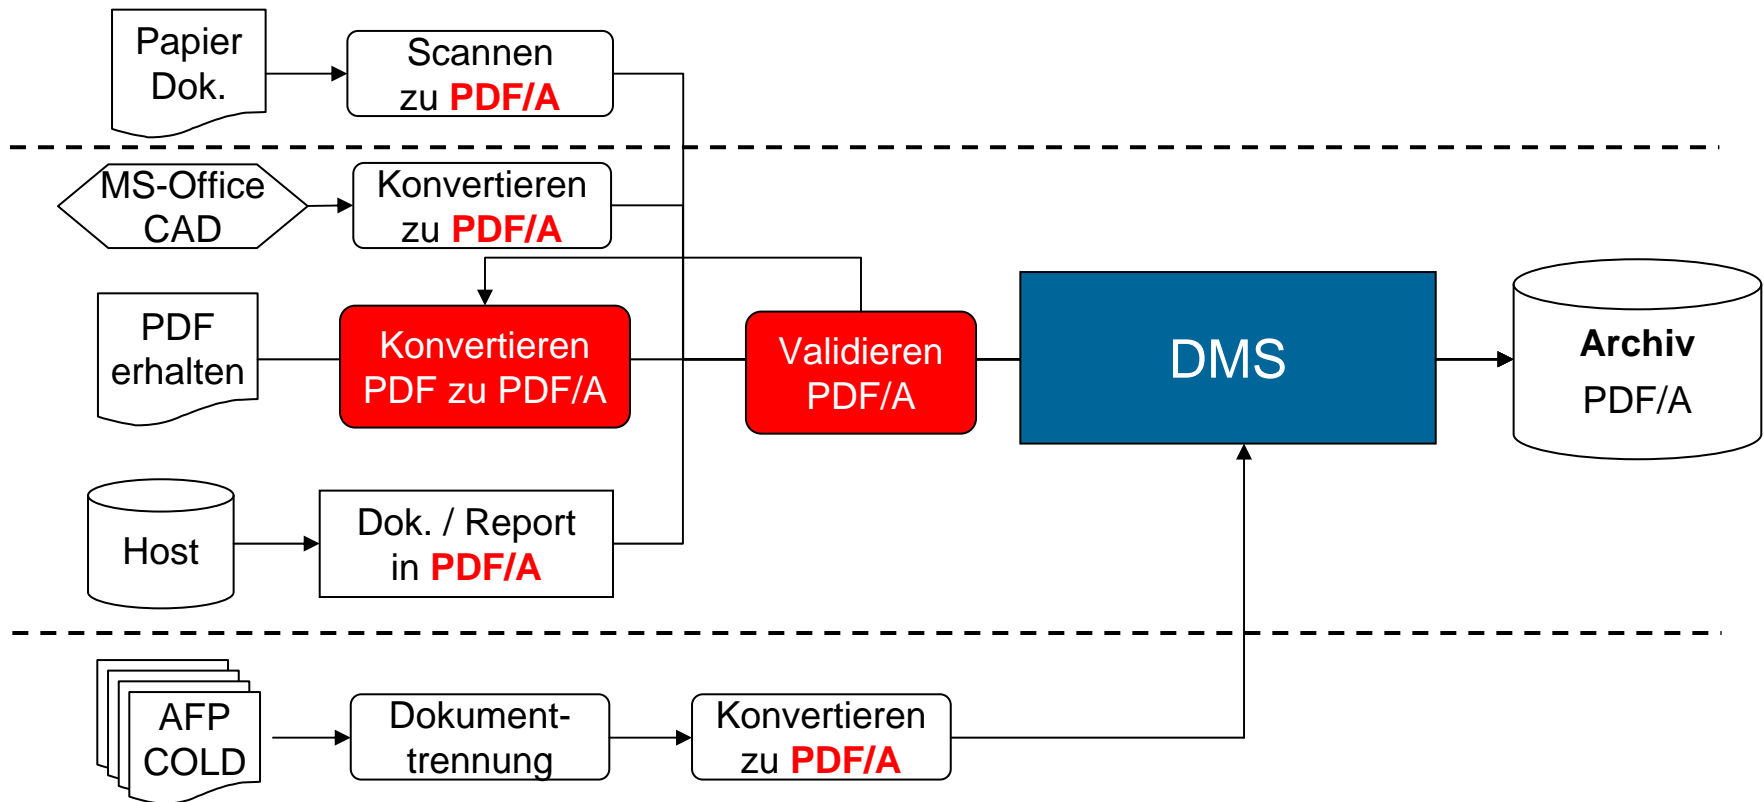 Papier
Dok.
Scannen
zu PDF/A
MS-Office
CAD
Konvertieren
zu PDF/A
PDF
erhalten
Konvertieren
PDF zu PDF/A
Validieren
PDF/A
DMS
Archiv
PDF/A
Host
Dok. / Report
in PDF/A
AFP
COLD
Dokument-
trennung
Konvertieren
zu PDF/A